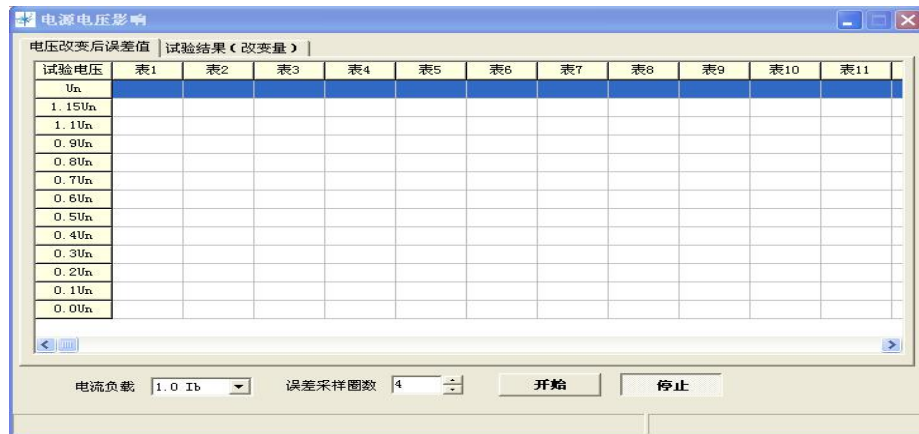 电源电压影响
电压改变后误差值 试验结果(改变量)
试验电压 表1 表2 表3 表4 表5 表6 表7 表8 表9 表10 表11
Un
1.15Un
1.1Un
0.9Un
0.8Un
0.7Un
0.6Un
0.5Un
0.4Un
0.3Un
0.2Un
0.1Un
0.0Un
电流负载 1.0 Ib 误差采样圈数 4 开始 停止